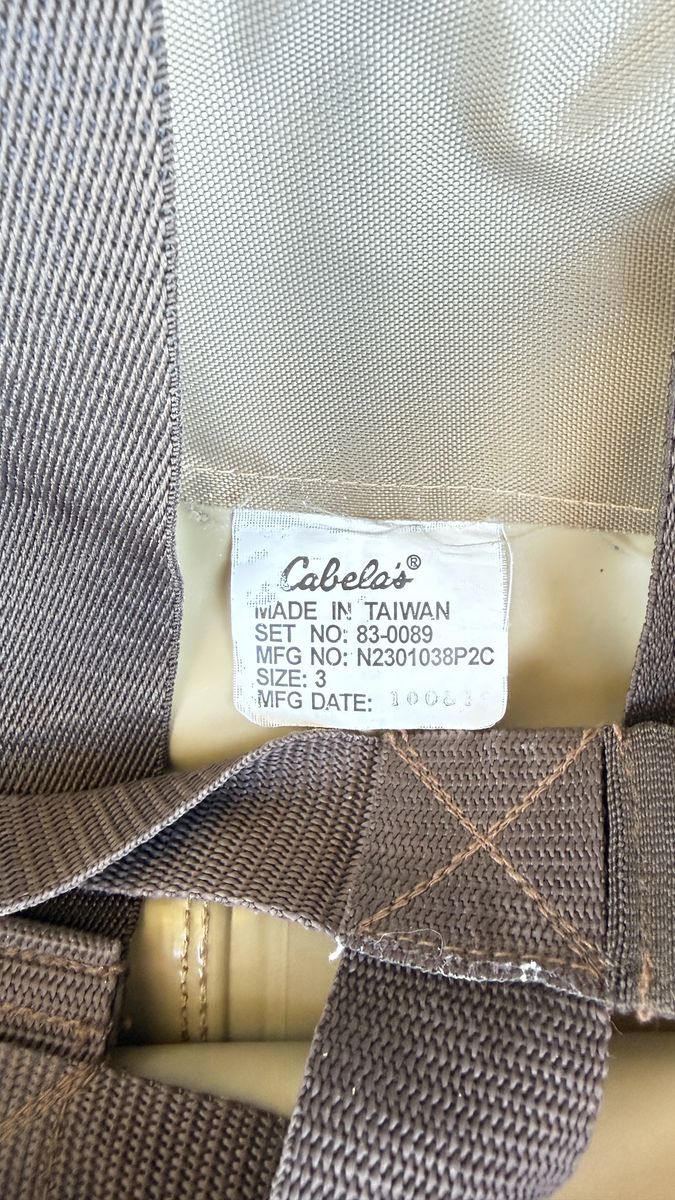 Cabela's®
MADE IN TAIWAN
SET NO: 83-0089
MFG NO: N2301038P2C
SIZE: 3
MFG DATE: